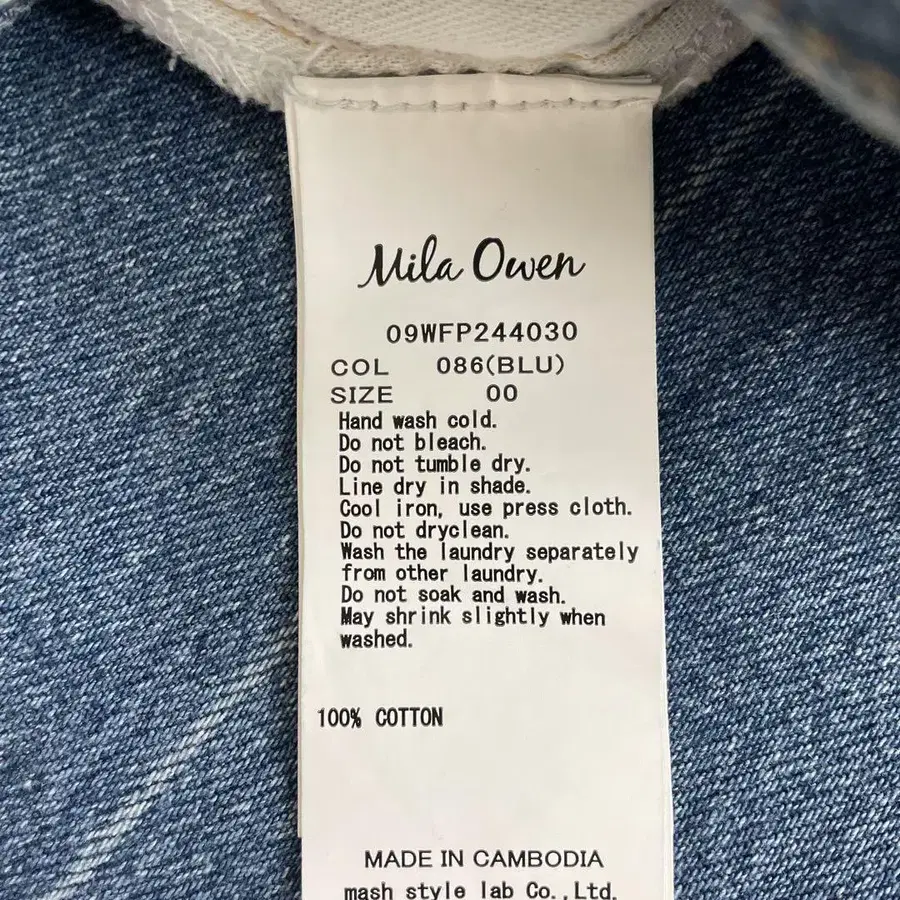 Mila Owen
09WFP244030
COL 086(BLU)
SIZE 00
Hand wash cold.
Do not bleach.
Do not tumble dry.
Line dry in shade.
Cool iron, use press cloth.
Do not dryclean.
Wash the laundry separately
from other laundry.
Do not soak and wash.
May shrink slightly when
washed.
100% COTTON
MADE IN CAMBODIA
mash style lab Co.,Ltd.